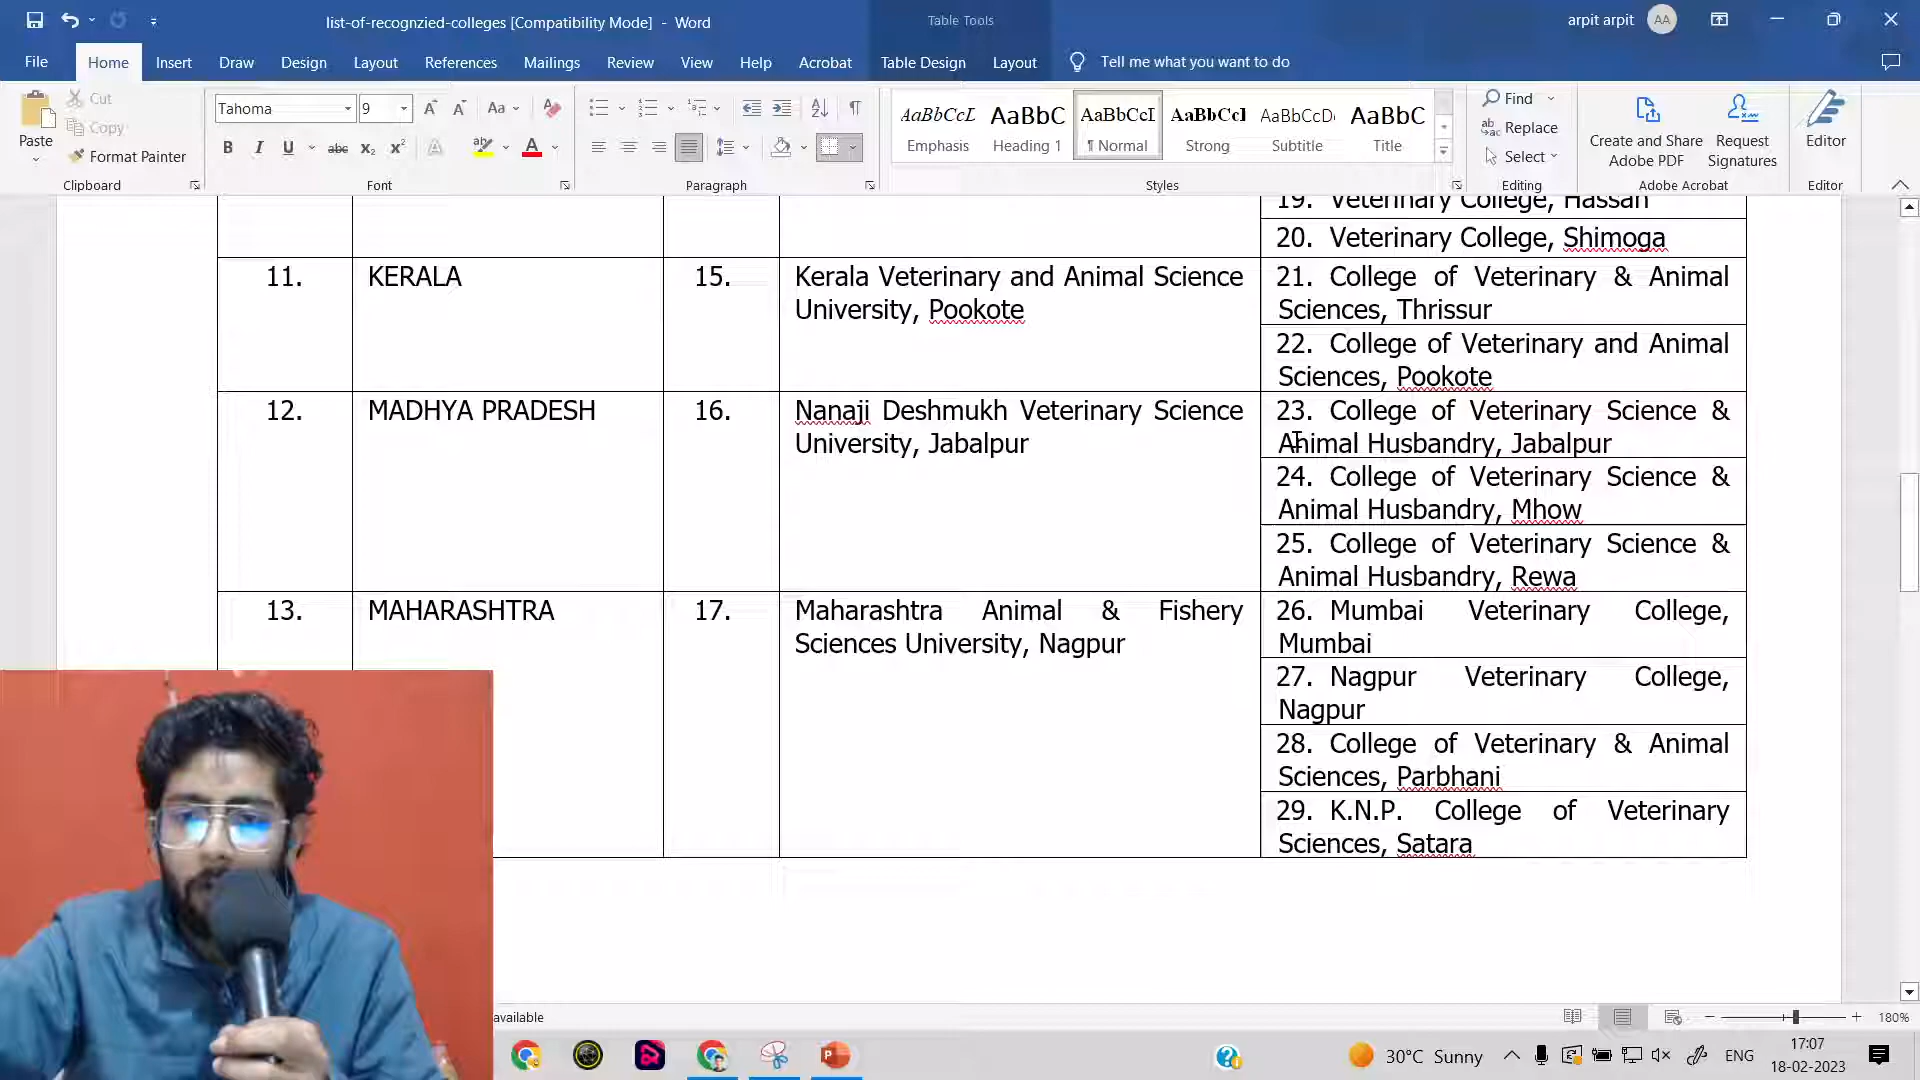 list-of-recognzied-colleges [Compatibility Mode] - Word
Table Tools
arpit arpit
AA
File
Home
Insert
Draw
Design
Layout
References
Mailings
Review
View
Help
Acrobat
Table Design
Layout
Tell me what you want to do
Paste
Cut
Copy
Format Painter
Clipboard
Tahoma
9
Font
Paragraph
AaBbCcI Emphasis
AaBbC Heading 1
AaBbCcI ¶ Normal
AaBbCcI Strong
AaBbCcD Subtitle
AaBbC Title
Styles
Find
Replace
Select
Editing
Create and Share Adobe PDF
Request Signatures
Adobe Acrobat
Editor
Editor
19. Veterinary College, Hassan
20. Veterinary College, Shimoga
11.
KERALA
15.
Kerala Veterinary and Animal Science
University, Pookote
21. College of Veterinary & Animal
Sciences, Thrissur
22. College of Veterinary and Animal
Sciences, Pookote
12.
MADHYA PRADESH
16.
Nanaji Deshmukh Veterinary Science
University, Jabalpur
23. College of Veterinary Science &
Animal Husbandry, Jabalpur
24. College of Veterinary Science &
Animal Husbandry, Mhow
25. College of Veterinary Science &
Animal Husbandry, Rewa
13.
MAHARASHTRA
17.
Maharashtra Animal & Fishery
Sciences University, Nagpur
26. Mumbai Veterinary College,
Mumbai
27. Nagpur Veterinary College,
Nagpur
28. College of Veterinary & Animal
Sciences, Parbhani
29. K.N.P. College of Veterinary
Sciences, Satara
available
180%
30°C Sunny
ENG
17:07
18-02-2023